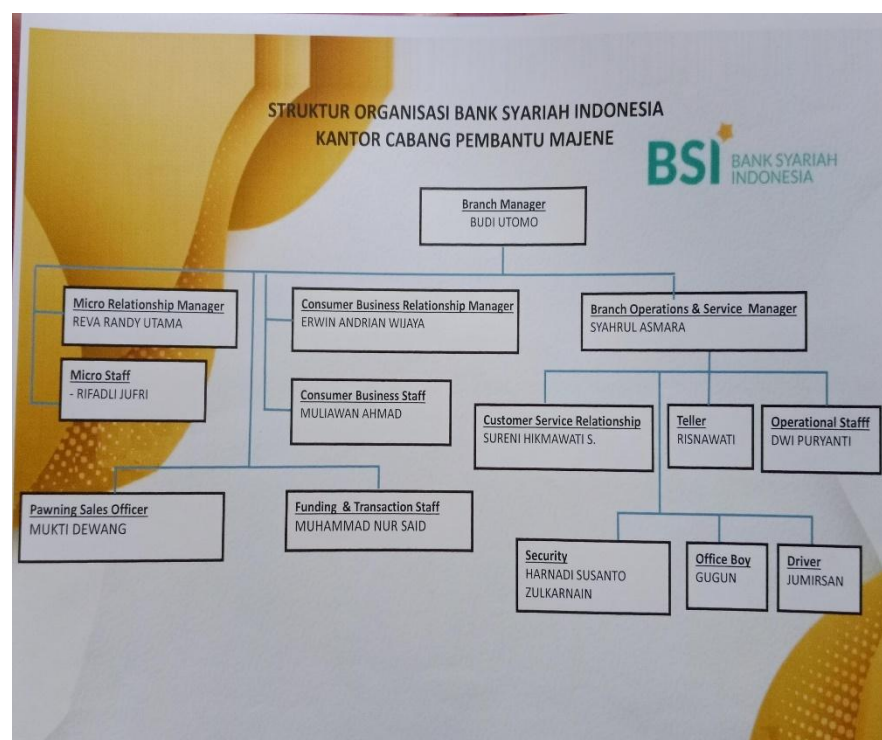 STRUKTUR ORGANISASI BANK SYARIAH INDONESIA
KANTOR CABANG PEMBANTU MAJENE
BSI BANK SYARIAH
INDONESIA
Branch Manager
BUDI UTOMO
Micro Relationship Manager
REVA RANDY UTAMA
Consumer Business Relationship Manager
ERWIN ANDRIAN WIJAYA
Branch Operations & Service Manager
SYAHRUL ASMARA
Micro Staff
- RIFADLI JUFRI
Consumer Business Staff
MULIAWAN AHMAD
Customer Service Relationship
SURENI HIKMAWATI S.
Teller
RISNAWATI
Operational Stafff
DWI PURYANTI
Pawning Sales Officer
MUKTI DEWANG
Funding & Transaction Staff
MUHAMMAD NUR SAID
Security
HARNADI SUSANTO
ZULKARNAIN
Office Boy
GUGUN
Driver
JUMIRSAN